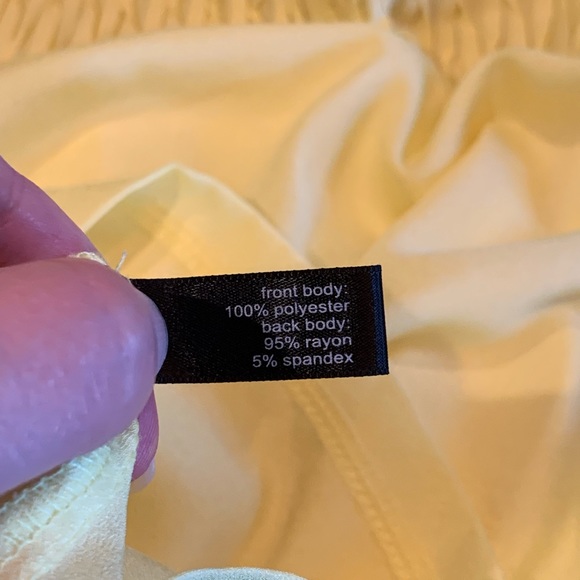 front body:
100% polyester
back body:
95% rayon
5% spandex